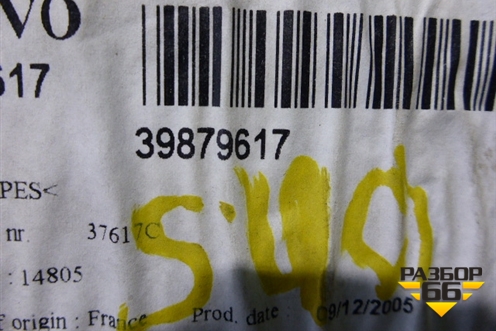 VO
617
39879617
PES<
nr. 37617C
: 14805
S40
f origin : France Prod. date : 09/12/2005
РАЗБОР
66